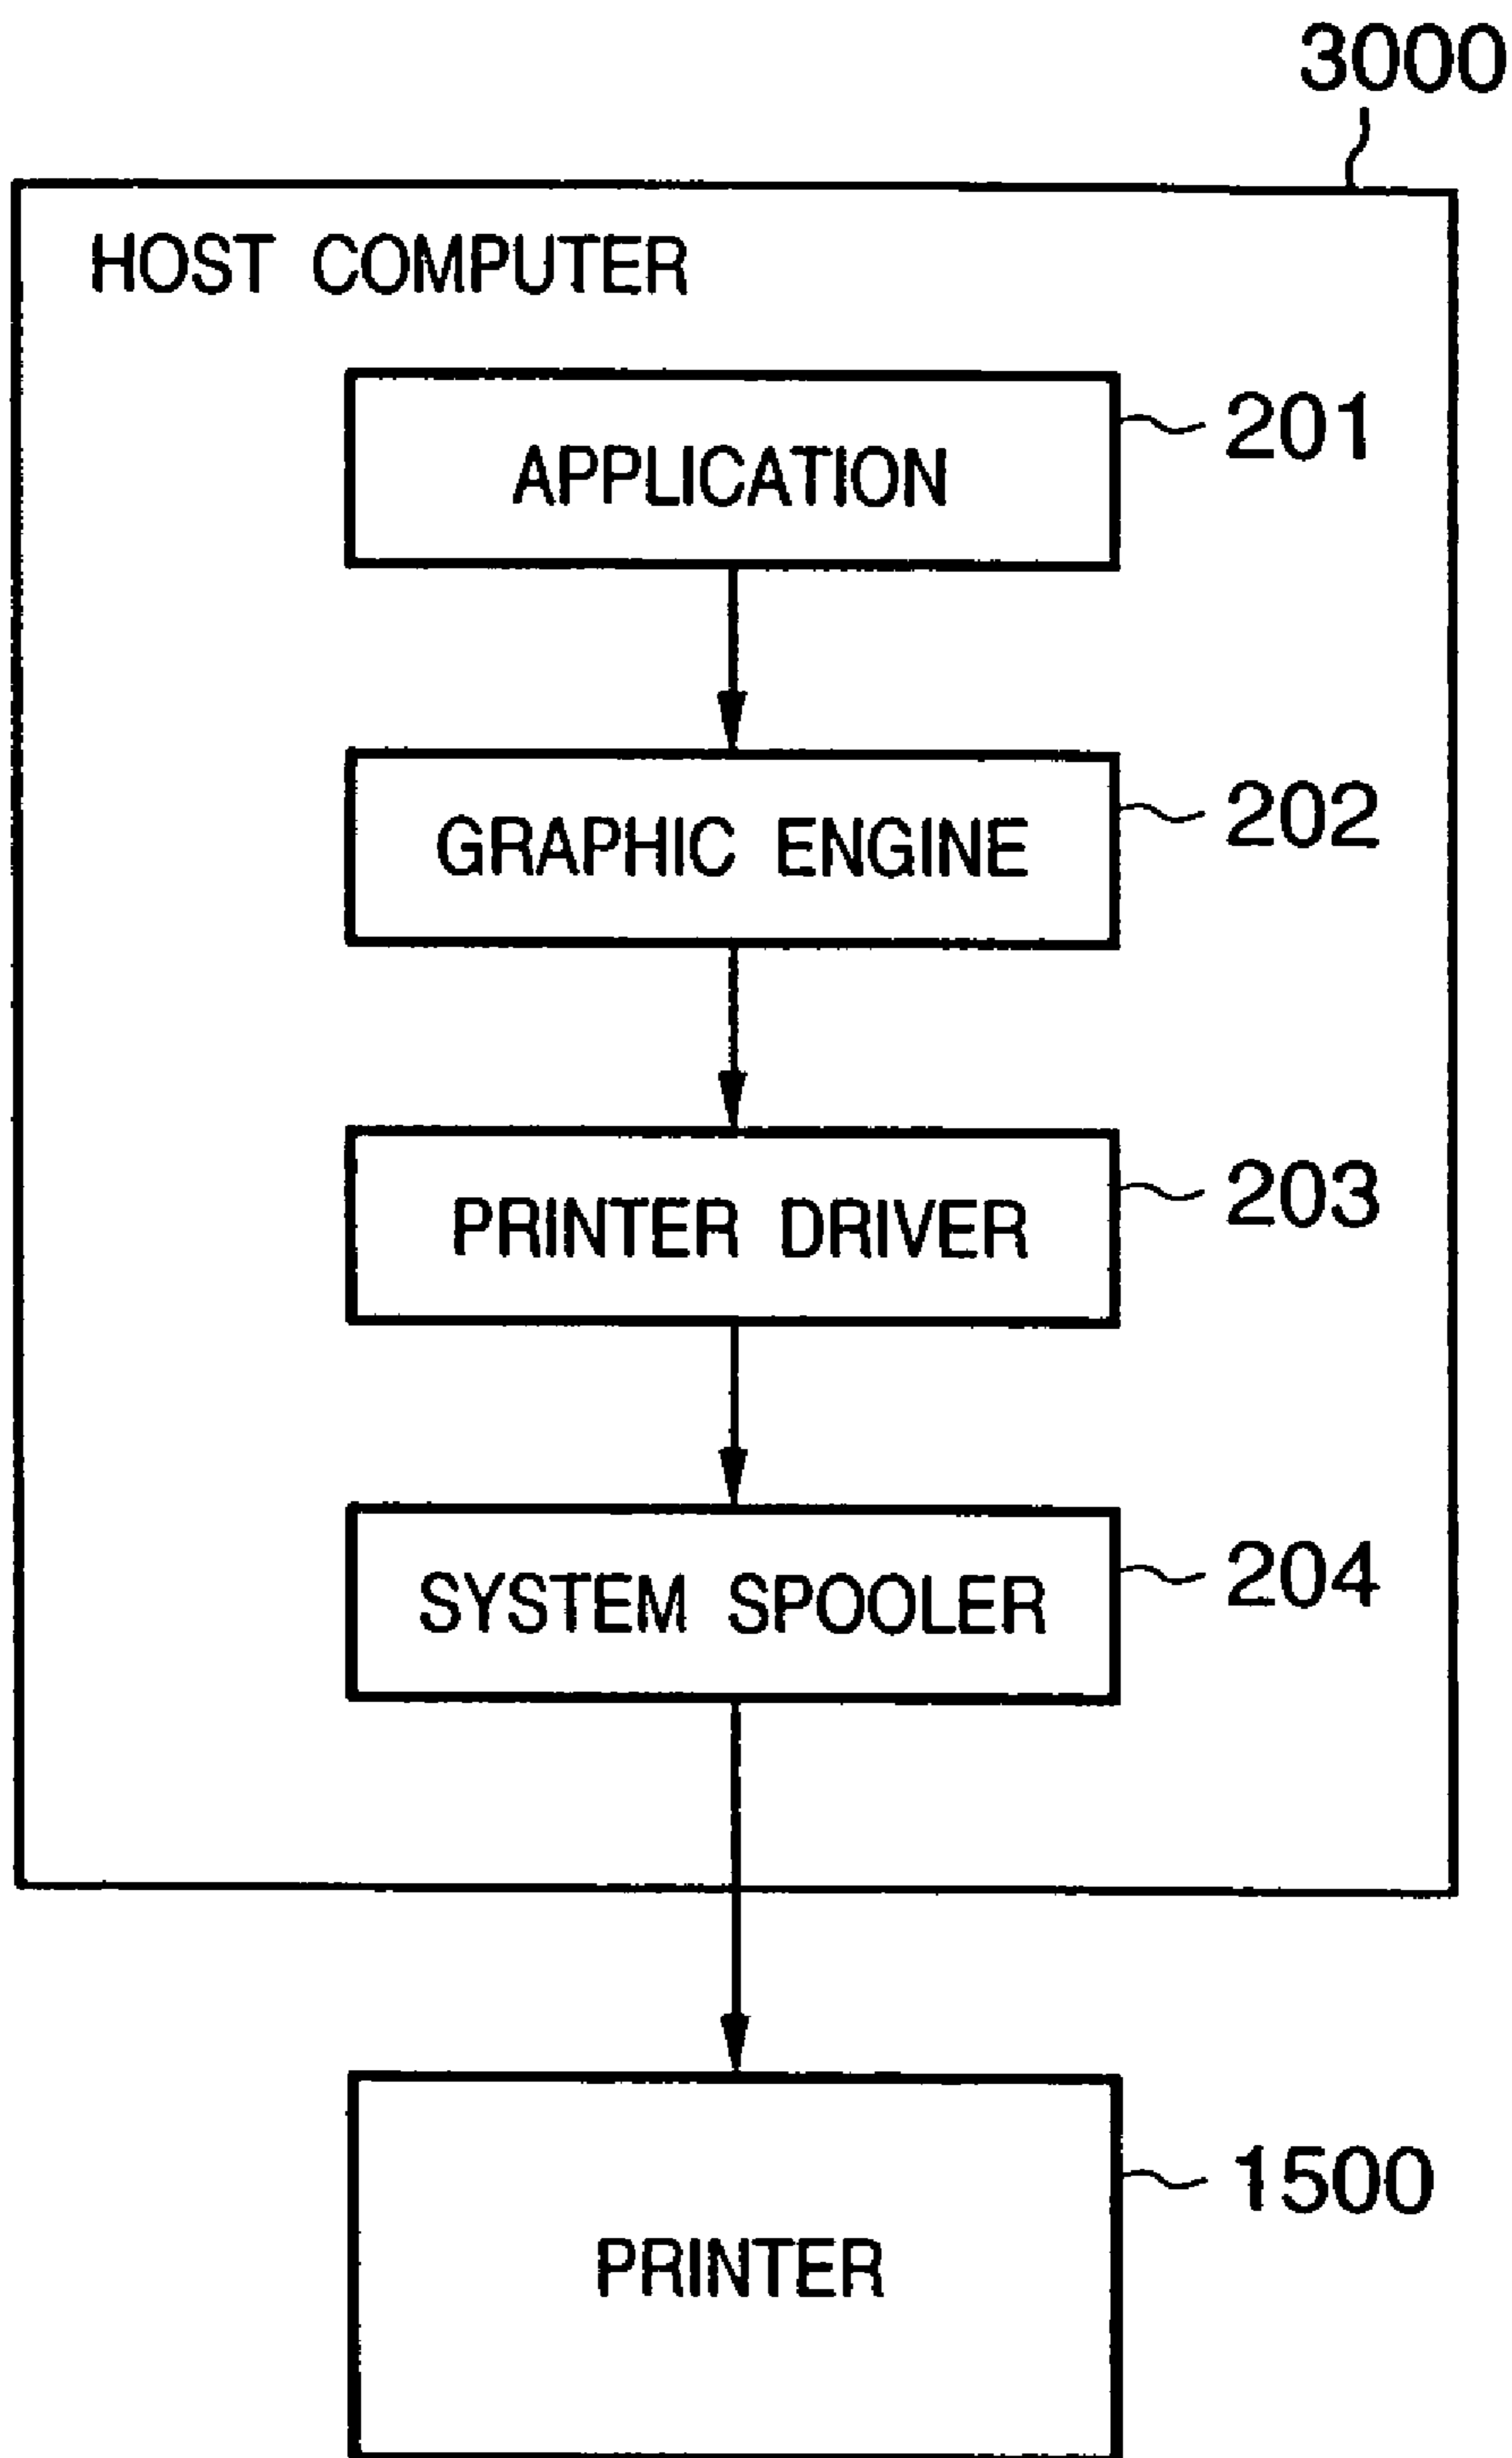 3000
HOST COMPUTER
APPLICATION
201
GRAPHIC ENGINE
202
PRINTER DRIVER
203
SYSTEM SPOOLER
204
1500
PRINTER